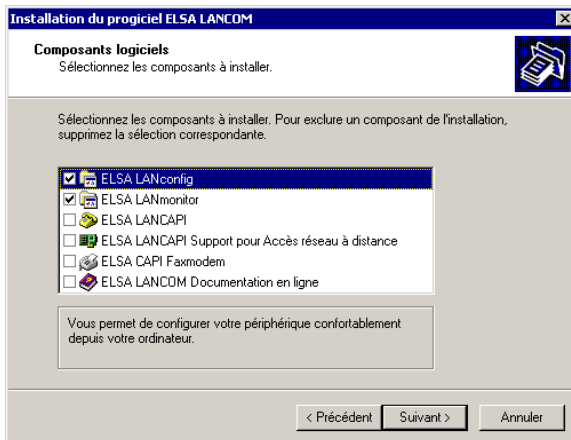 Installation du progiciel ELSA LANCOM
Composants logiciels
Sélectionnez les composants à installer.
Sélectionnez les composants à installer. Pour exclure un composant de l'installation,
supprimez la sélection correspondante.
ELSA LANconfig
ELSA LANmonitor
ELSA LANCAPI
ELSA LANCAPI Support pour Accès réseau à distance
ELSA CAPI Faxmodem
ELSA LANCOM Documentation en ligne
Vous permet de configurer votre périphérique confortablement
depuis votre ordinateur.
< Précédent Suivant > Annuler